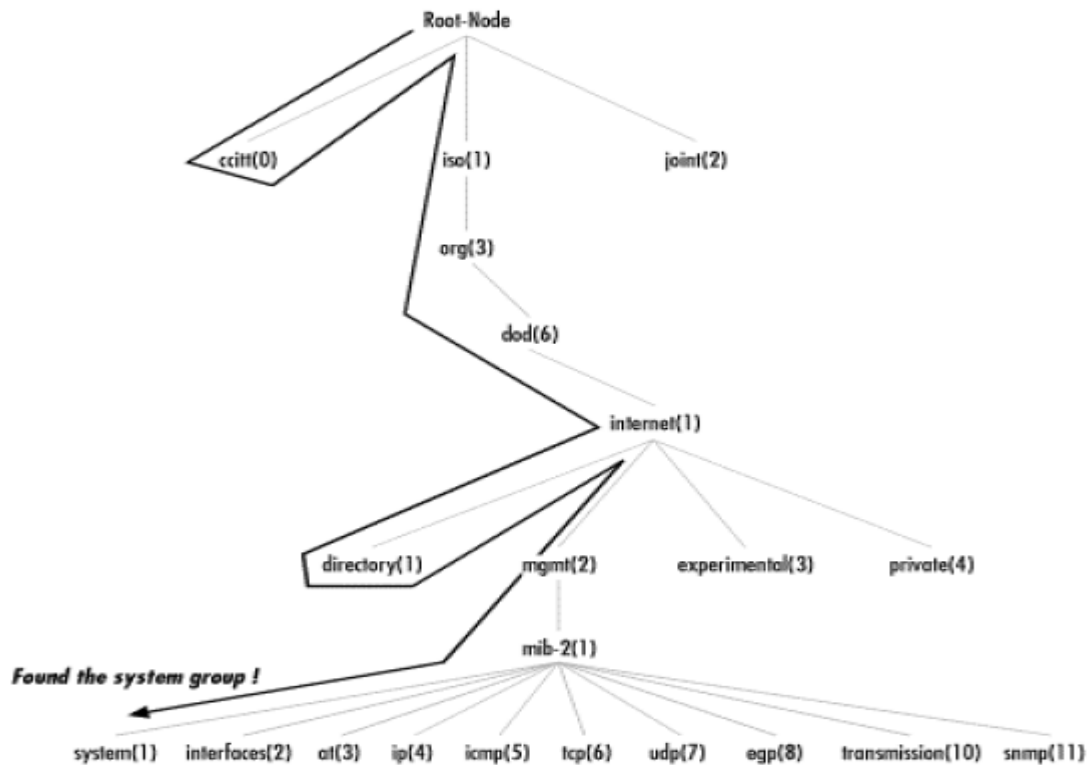 Root-Node
ccitt(0) iso(1) joint(2)
org(3)
dod(6)
internet(1)
directory(1) mgmt(2) experimental(3) private(4)
mib-2(1)
Found the system group !
system(1) interfaces(2) at(3) ip(4) icmp(5) tcp(6) udp(7) egp(8) transmission(10) snmp(11)